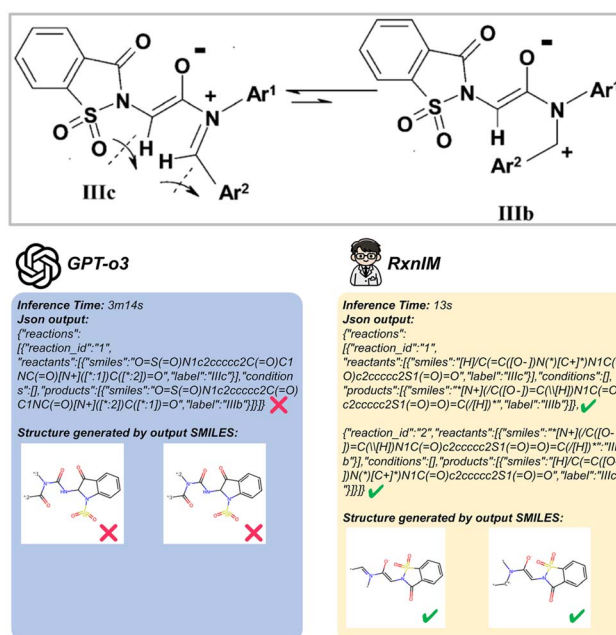 O
O
−
O
O
−
N
+
N
Ar¹
N
N
Ar
S
S
O
O
H
H
O
O
H
Ar²
+
Ar²
IIIc
IIIb
GPT-o3
RxnIM
Inference Time: 3m14s
Json output:
{"reactions":
[{"reaction_id":"1",
"reactants":[{"smiles":"O=S(=O)N1c2ccccc2C(=O)C1
NC(=O)[N+]([*:1])C([*:2])=O","label":"IIIc"}],"condition
s":[],"products":[{"smiles":"O=S(=O)N1c2ccccc2C(=O)
C1NC(=O)[N+]([*:2])C([*:1])=O","label":"IIIb"}]}]}
Structure generated by output SMILES:
Inference Time: 13s
Json output:
{"reactions":
[{"reaction_id":"1",
"reactants":[{"smiles":"[H]/C(=C([O-])N(*)[C+]*)N1C(=
O)c2ccccc2S1(=O)=O","label":"IIIc"}],"conditions":[],
"products":[{"smiles":"*[N+](/C([O-])=C(\\[H])N1C(=O)
c2ccccc2S1(=O)=O)=C(/[H])*","label":"IIIb"}]},
{"reaction_id":"2","reactants":[{"smiles":"*[N+](/C([O-
])=C(\\[H])N1C(=O)c2ccccc2S1(=O)=O)=C(/[H])*":"III
b"}],"conditions":[],"products":[{"smiles":"[H]/C(=C([O-
])N(*)[C+]*)N1C(=O)c2ccccc2S1(=O)=O","label":"IIIc
"}]}]}
Structure generated by output SMILES: